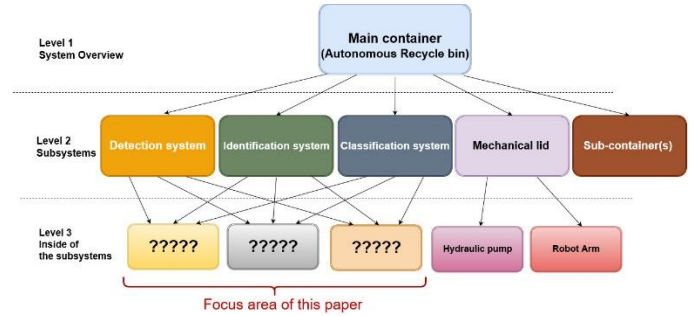 Level 1
System Overview
Main container
(Autonomous Recycle bin)
Level 2
Subsystems
Detection system
Identification system
Classification system
Mechanical lid
Sub-container(s)
Level 3
Inside of
the subsystems
?????
?????
?????
Hydraulic pump
Robot Arm
Focus area of this paper